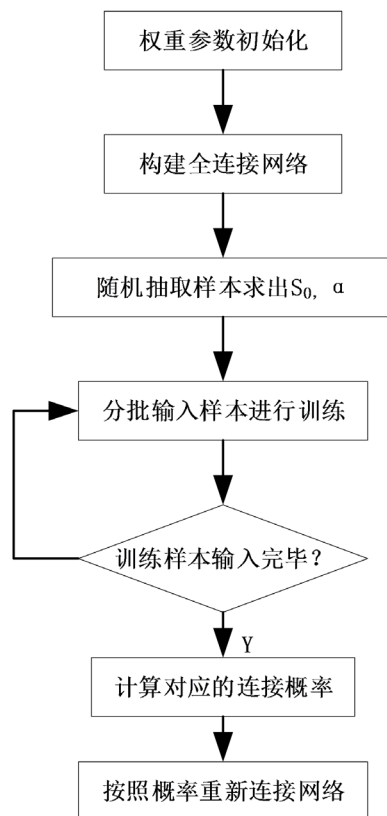 权重参数初始化
构建全连接网络
随机抽取样本求出S₀, α
分批输入样本进行训练
训练样本输入完毕？
Y
计算对应的连接概率
按照概率重新连接网络